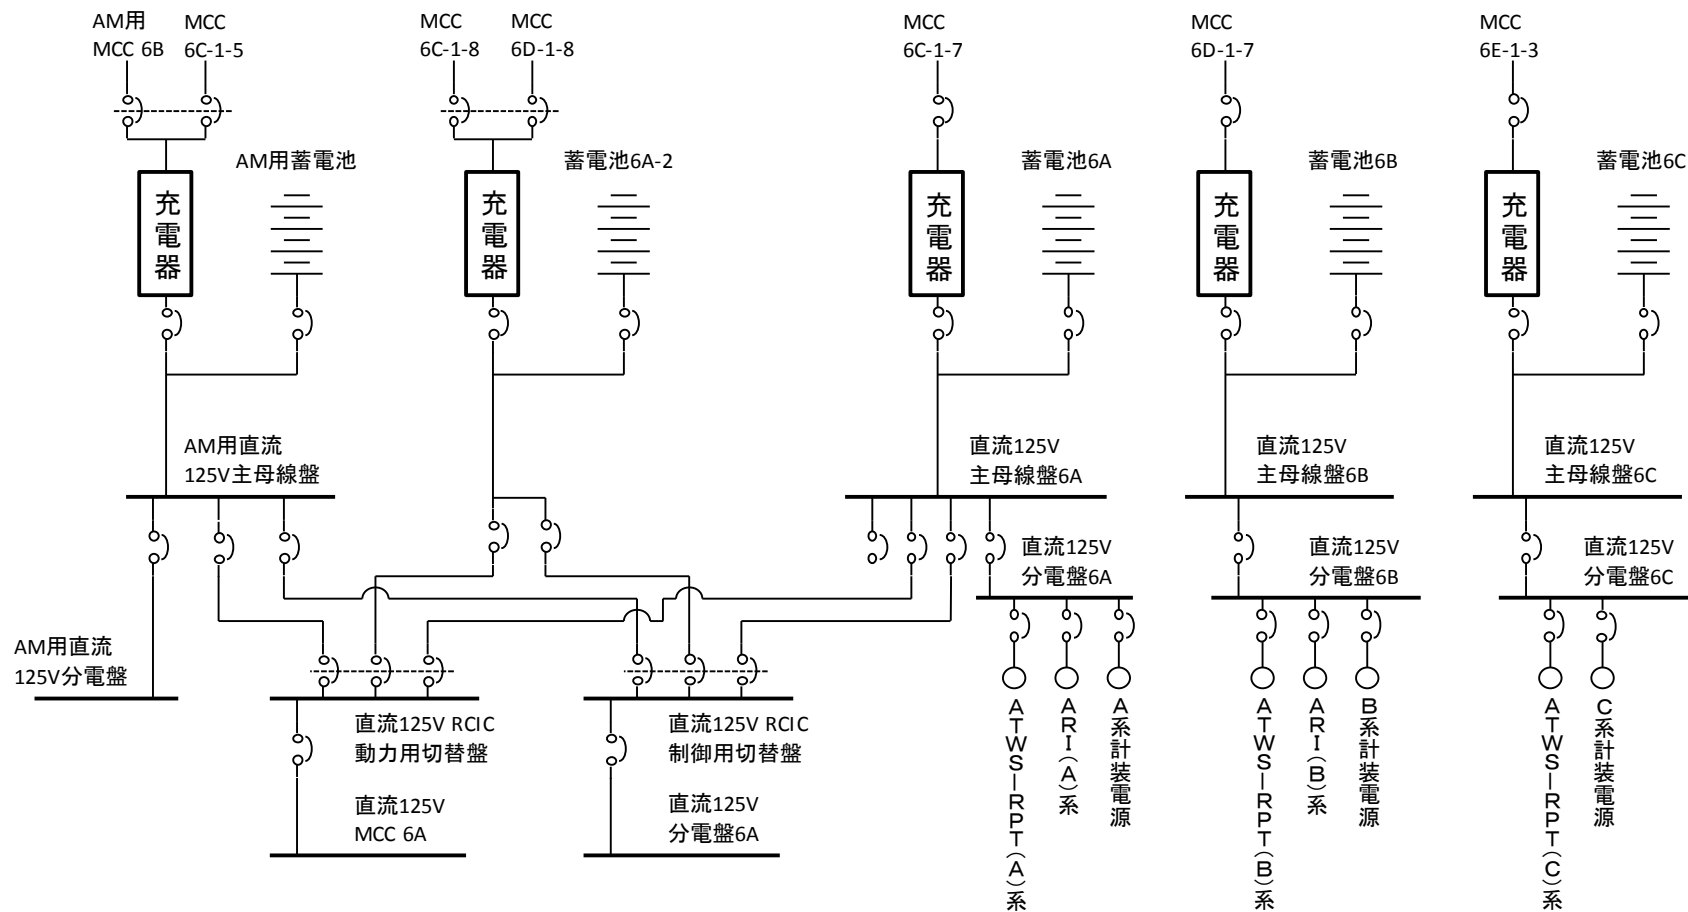 AM用
MCC 6B
MCC
6C-1-5
MCC
6C-1-8
MCC
6D-1-8
MCC
6C-1-7
MCC
6D-1-7
MCC
6E-1-3
充電器
AM用蓄電池
充電器
蓄電池6A-2
充電器
蓄電池6A
充電器
蓄電池6B
充電器
蓄電池6C
AM用直流
125V主母線盤
直流125V
主母線盤6A
直流125V
主母線盤6B
直流125V
主母線盤6C
直流125V
分電盤6A
直流125V
分電盤6B
直流125V
分電盤6C
AM用直流
125V分電盤
直流125V RCIC
動力用切替盤
直流125V RCIC
制御用切替盤
直流125V
MCC 6A
直流125V
分電盤6A
ATWS-RPT(A)系
ARI(A)系
A系計装電源
ATWS-RPT(B)系
ARI(B)系
B系計装電源
ATWS-RPT(C)系
C系計装電源